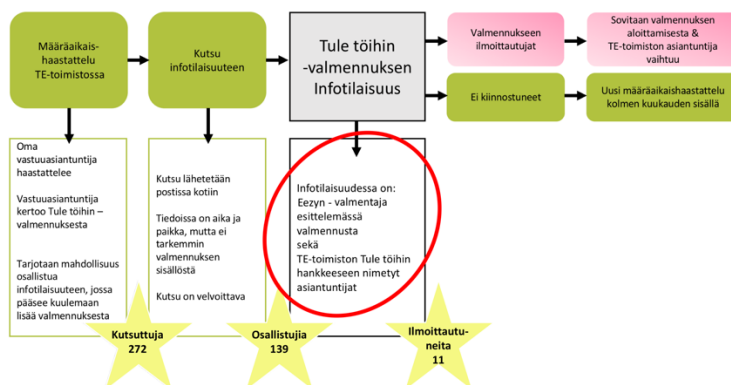 Määräaikais-
haastattelu
TE-toimistossa
Kutsu
infotilaisuuteen
Tule töihin
-valmennuksen
Infotilaisuus
Valmennukseen
ilmoittautujat
Sovitaan valmennuksen
aloittamisesta &
TE-toimiston asiantuntija
vaihtuu
Ei kiinnostuneet
Uusi määräaikaishaastattelu
kolmen kuukauden sisällä
Oma
vastuuasiantuntija
haastattelee
Vastuuasiantuntija
kertoo Tule töihin –
valmennuksesta
Tarjotaan mahdollisuus
osallistua
infotilaisuuteen, jossa
pääsee kuulemaan
lisää valmennuksesta
Kutsu lähetetään
postissa kotiin
Tiedoissa on aika ja
paikka, mutta ei
tarkemmin
valmennuksen
sisällöstä
Kutsu on velvoittava
Infotilaisuudessa on:
Eezyn - valmentaja
esittelemässä
valmennusta
sekä
TE-toimiston Tule töihin
hankkeeseen nimetyt
asiantuntijat
Kutsuttuja
272
Osallistujia
139
Ilmoittautu-
neita
11